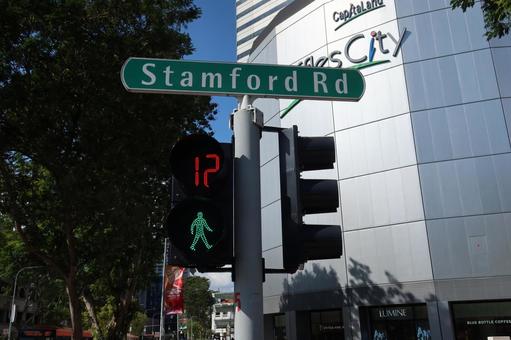 CapitaLand
City
Stamford Rd
12
LUMINE
BLUE BOTTLE COFFEE